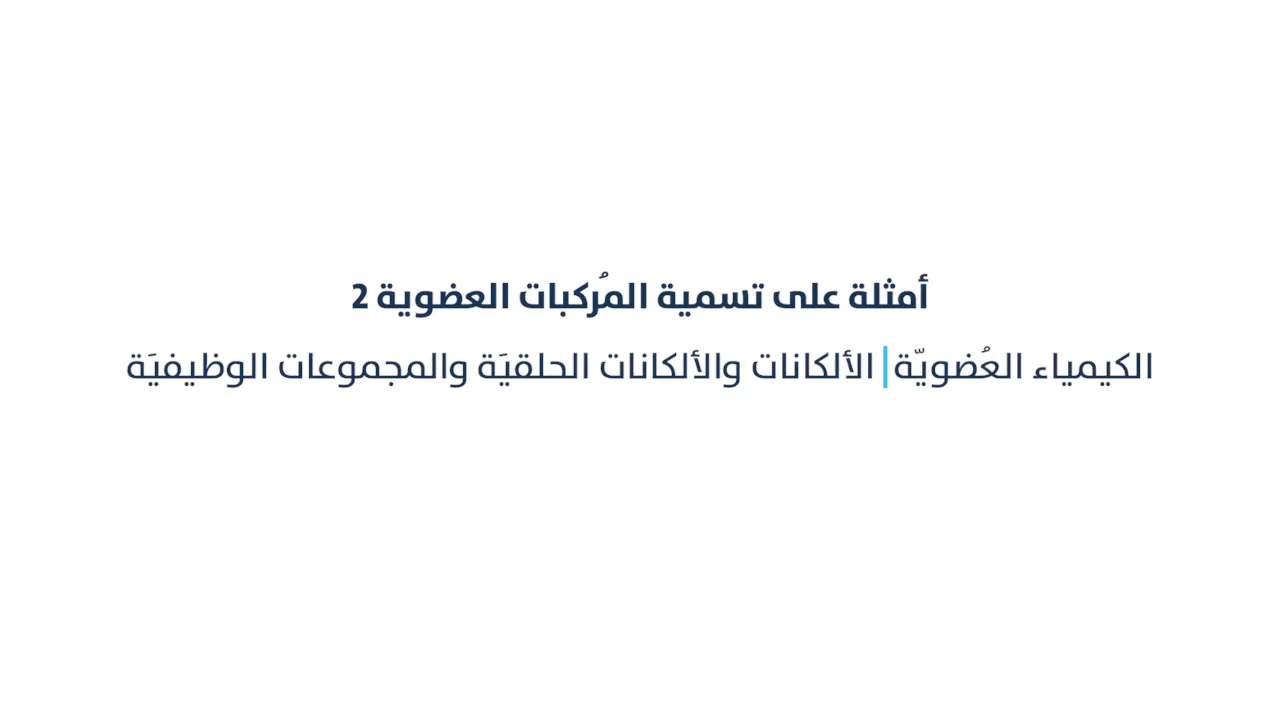 أمثلة على تسمية المُركبات العضوية 2
الكيمياء العُضويّة | الألكانات والألكانات الحلقيَة والمجموعات الوظيفيَة